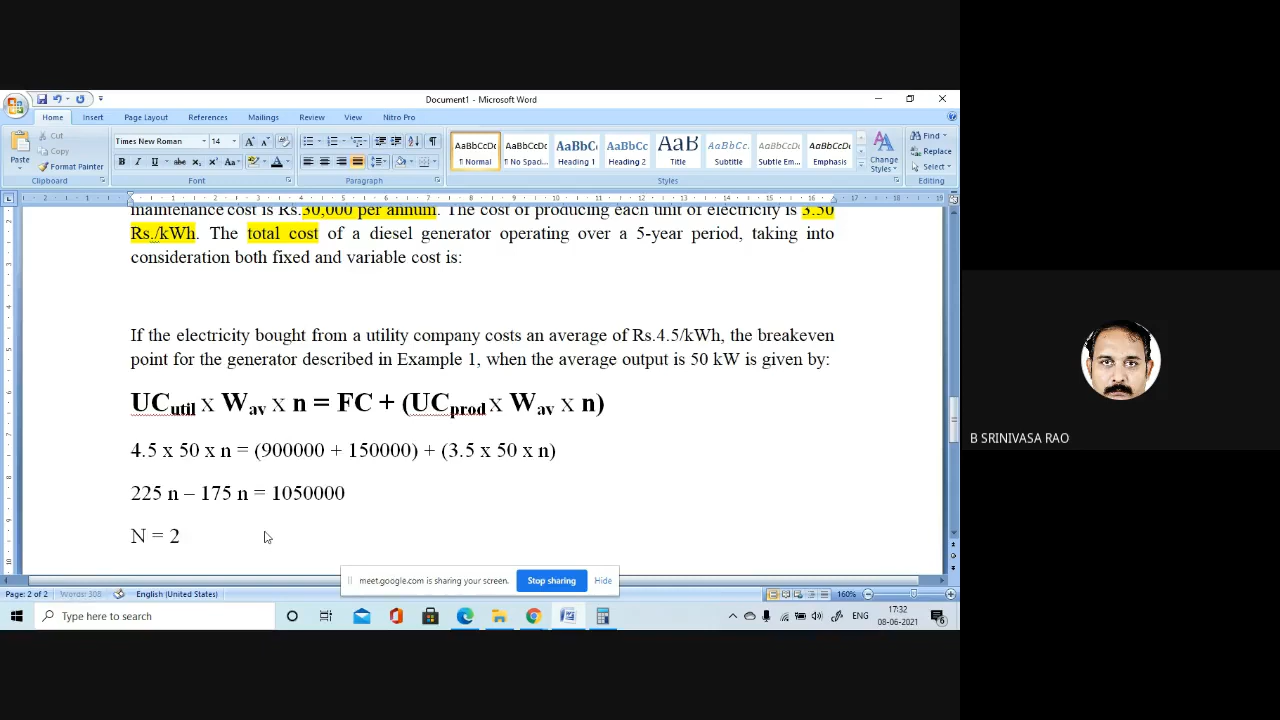 Document1 - Microsoft Word
Home Insert Page Layout References Mailings Review View Nitro Pro
Paste
Cut
Copy
Format Painter
Clipboard
Times New Roman 14
Font
Paragraph
AaBbCcDc AaBbCcDc AaBbC AaBbCc AaB AaBbCc. AaBbCcDc AaBbCcDc
¶ Normal ¶ No Spaci... Heading 1 Heading 2 Title Subtitle Subtle Em... Emphasis
Styles
Change Styles
Find
Replace
Select
Editing
maintenance cost is Rs.30,000 per annum. The cost of producing each unit of electricity is 3.50
Rs./kWh. The total cost of a diesel generator operating over a 5-year period, taking into
consideration both fixed and variable cost is:
If the electricity bought from a utility company costs an average of Rs.4.5/kWh, the breakeven
point for the generator described in Example 1, when the average output is 50 kW is given by:
UCutil x Wav x n = FC + (UCprod x Wav x n)
4.5 x 50 x n = (900000 + 150000) + (3.5 x 50 x n)
225 n – 175 n = 1050000
N = 2
meet.google.com is sharing your screen. Stop sharing Hide
Page: 2 of 2 Words: 308 English (United States) 160%
Type here to search
ENG
17:32
08-06-2021
B SRINIVASA RAO